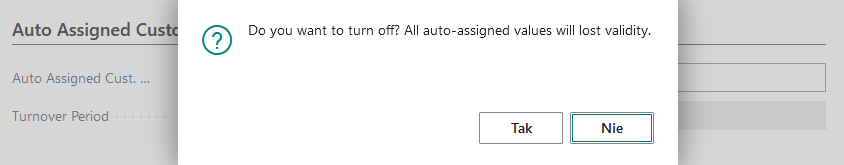 Auto Assigned Custo
Do you want to turn off? All auto-assigned values will lost validity.
Auto Assigned Cust. ...
Turnover Period
Tak
Nie